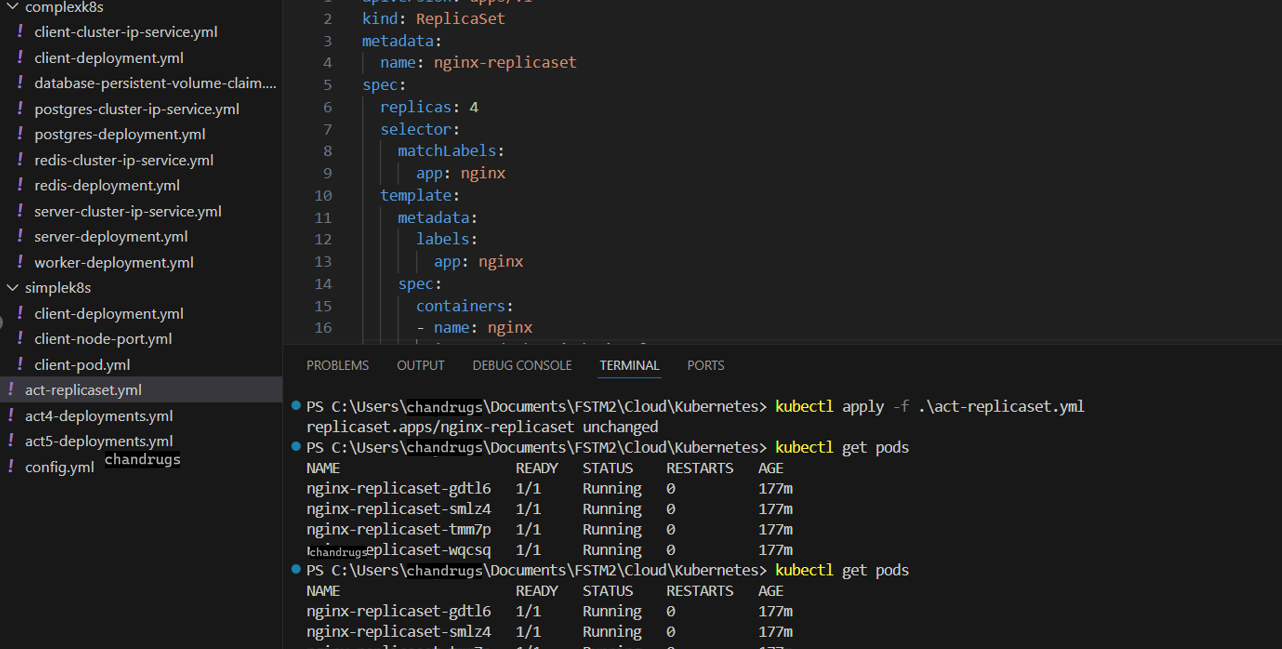 complexk8s
! client-cluster-ip-service.yml
! client-deployment.yml
! database-persistent-volume-claim....
! postgres-cluster-ip-service.yml
! postgres-deployment.yml
! redis-cluster-ip-service.yml
! redis-deployment.yml
! server-cluster-ip-service.yml
! server-deployment.yml
! worker-deployment.yml
simplek8s
! client-deployment.yml
! client-node-port.yml
! client-pod.yml
! act-replicaset.yml
! act4-deployments.yml
! act5-deployments.yml
! config.yml
chandrugs
2 kind: ReplicaSet
3 metadata:
4 name: nginx-replicaset
5 spec:
6 replicas: 4
7 selector:
8 matchLabels:
9 app: nginx
10 template:
11 metadata:
12 labels:
13 app: nginx
14 spec:
15 containers:
16 - name: nginx
PROBLEMS OUTPUT DEBUG CONSOLE TERMINAL PORTS
PS C:\Users\chandrugs\Documents\FSTM2\Cloud\Kubernetes> kubectl apply -f .\act-replicaset.yml
replicaset.apps/nginx-replicaset unchanged
PS C:\Users\chandrugs\Documents\FSTM2\Cloud\Kubernetes> kubectl get pods
NAME READY STATUS RESTARTS AGE
nginx-replicaset-gdtl6 1/1 Running 0 177m
nginx-replicaset-smlz4 1/1 Running 0 177m
nginx-replicaset-tmm7p 1/1 Running 0 177m
chandrugs eplicaset-wqcsq 1/1 Running 0 177m
PS C:\Users\chandrugs\Documents\FSTM2\Cloud\Kubernetes> kubectl get pods
NAME READY STATUS RESTARTS AGE
nginx-replicaset-gdtl6 1/1 Running 0 177m
nginx-replicaset-smlz4 1/1 Running 0 177m